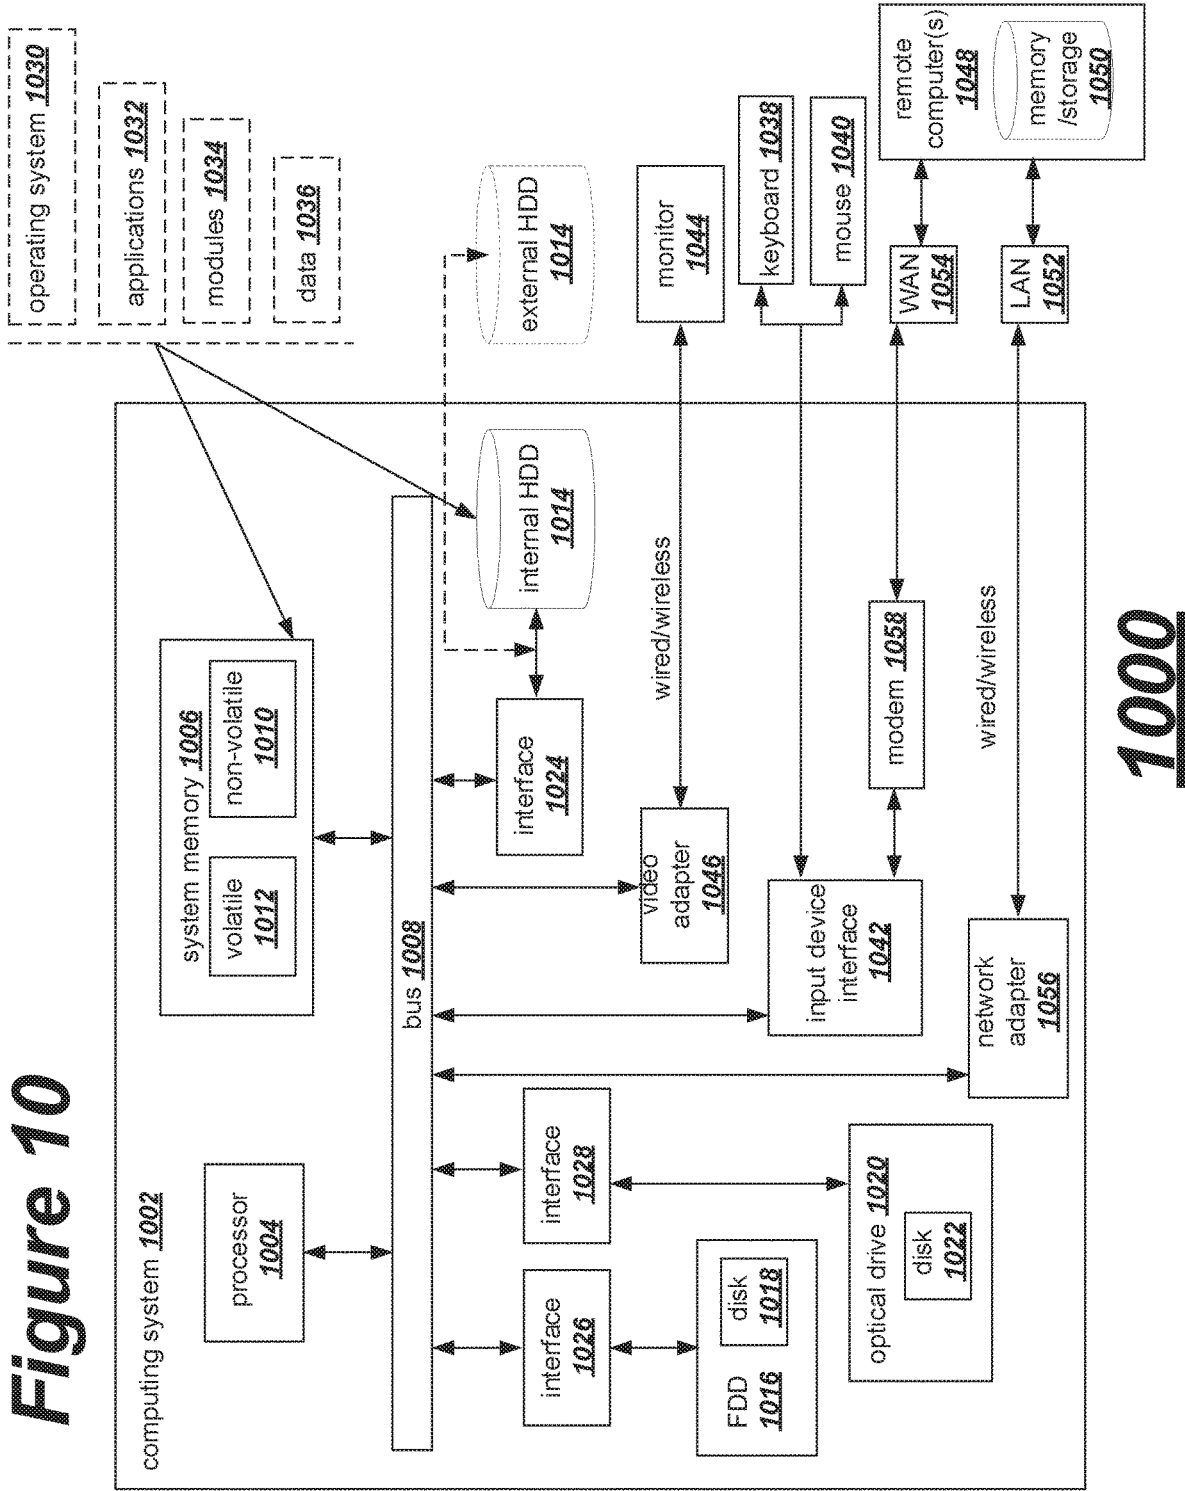 Figure 10
computing system 1002
processor
1004
system memory 1006
volatile
1012
non-volatile
1010
operating system 1030
applications 1032
modules 1034
data 1036
bus 1008
interface
1026
interface
1028
interface
1024
internal HDD
1014
external HDD
1014
FDD
1016
disk
1018
optical drive 1020
disk
1022
video
adapter
1046
wired/wireless
monitor
1044
input device
interface
1042
keyboard 1038
mouse 1040
modem 1058
WAN
1054
network
adapter
1056
wired/wireless
LAN
1052
remote
computer(s)
1048
memory
/storage
1050
1000